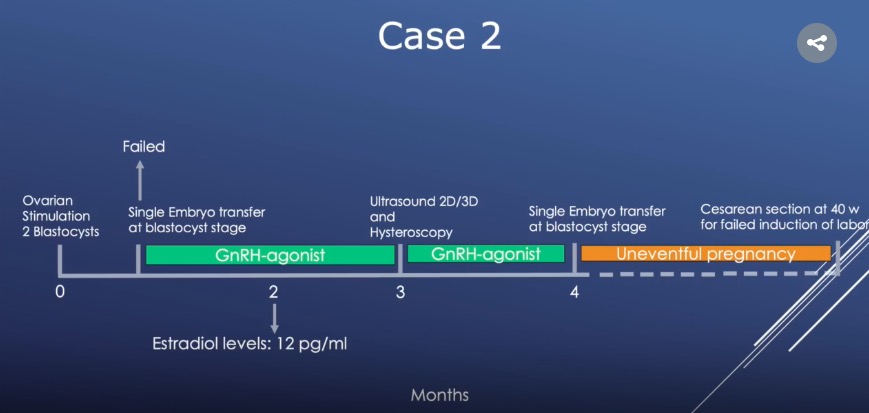 Case 2
Failed
Ovarian
Stimulation
2 Blastocysts
Single Embryo transfer
at blastocyst stage
Ultrasound 2D/3D
and
Hysteroscopy
Single Embryo transfer
at blastocyst stage
Cesarean section at 40 w
for failed induction of labor
GnRH-agonist
GnRH-agonist
Uneventful pregnancy
0
2
3
4
Estradiol levels: 12 pg/ml
Months